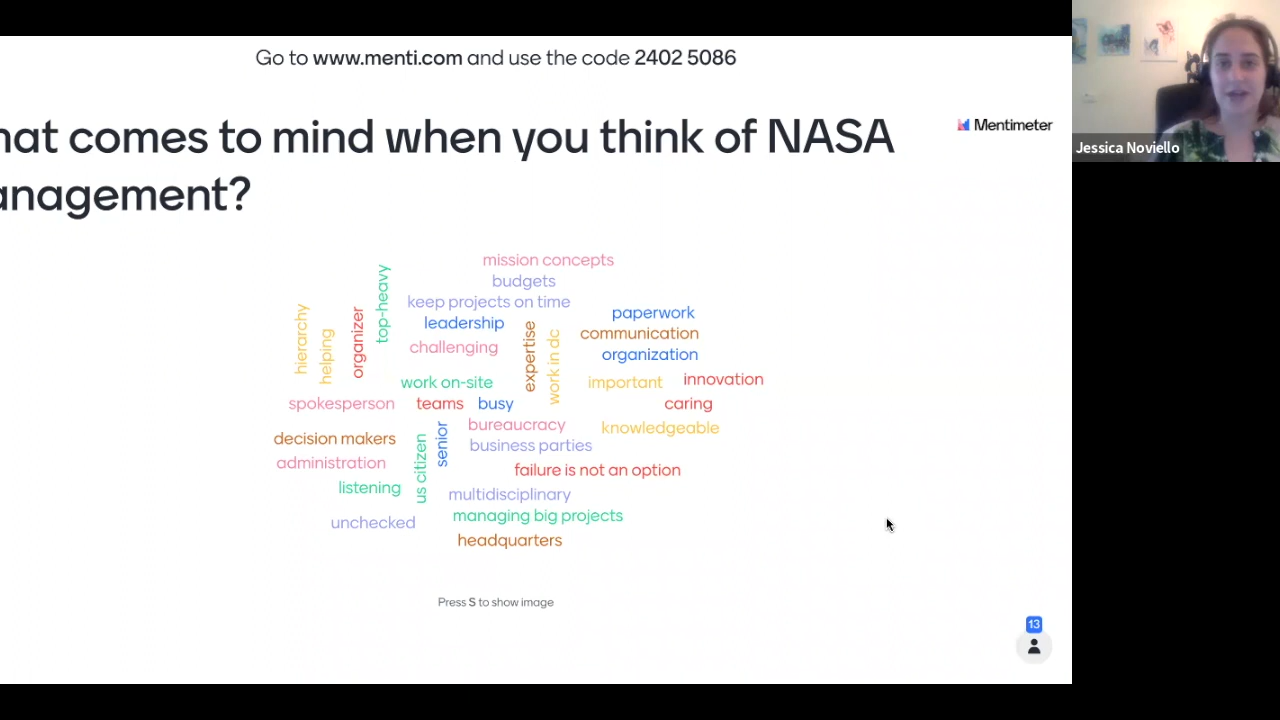 Go to www.menti.com and use the code 2402 5086
hat comes to mind when you think of NASA
anagement?
Mentimeter
Jessica Noviello
mission concepts
budgets
keep projects on time
leadership
challenging
top-heavy
organizer
helping
hierarchy
expertise
work in dc
paperwork
communication
organization
important
innovation
work on-site
spokesperson
teams
busy
caring
bureaucracy
knowledgeable
decision makers
business parties
administration
us citizen
senior
failure is not an option
listening
multidisciplinary
unchecked
managing big projects
headquarters
Press S to show image
13